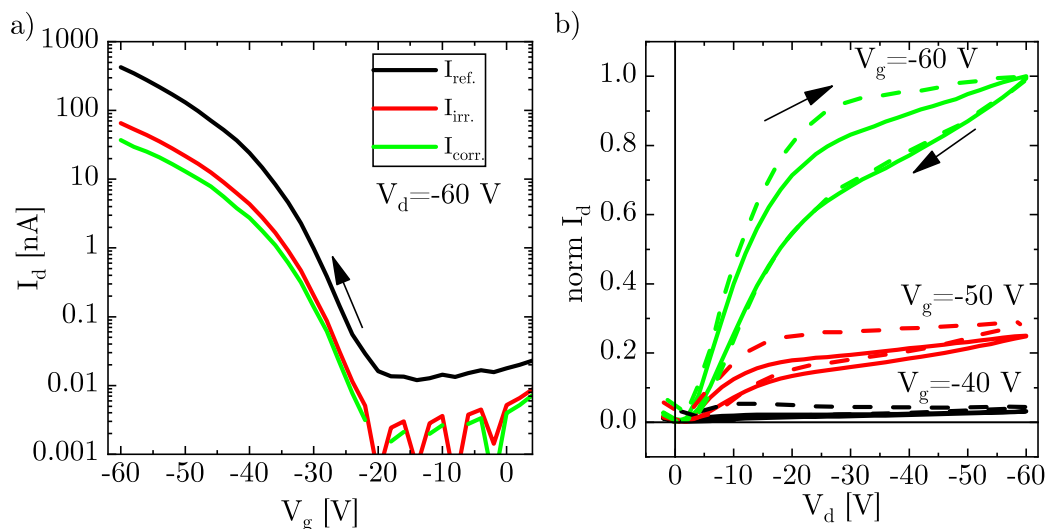 a)
1000
100
10
1
0.1
0.01
0.001
I_d [nA]
-60 -50 -40 -30 -20 -10 0
V_g [V]
I_ref.
I_irr.
I_corr.
V_d=-60 V
b)
1.0
0.8
0.6
0.4
0.2
0.0
norm I_d
0 -10 -20 -30 -40 -50 -60
V_d [V]
V_g=-60 V
V_g=-50 V
V_g=-40 V